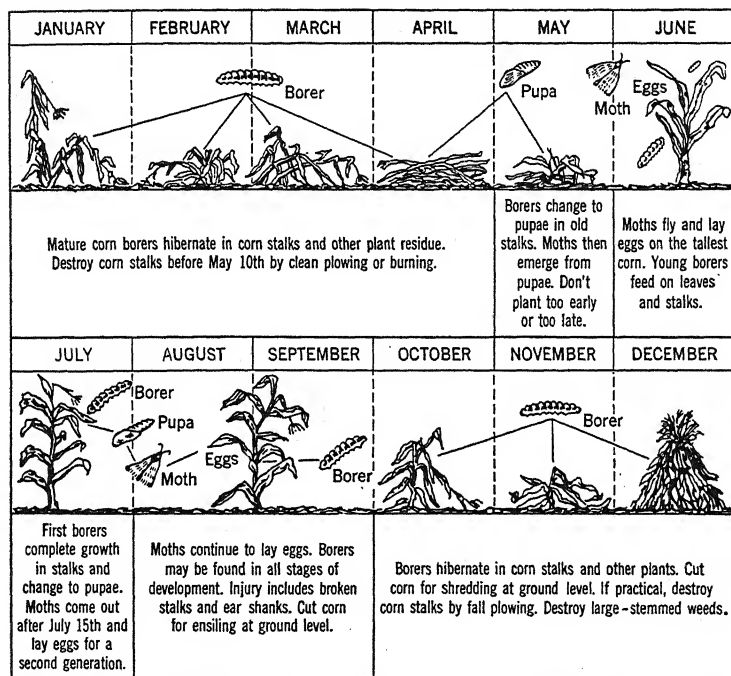 JANUARY FEBRUARY MARCH APRIL MAY JUNE
Borer
Pupa
Moth
Eggs
Mature corn borers hibernate in corn stalks and other plant residue.
Destroy corn stalks before May 10th by clean plowing or burning.
Borers change to
pupae in old
stalks. Moths then
emerge from
pupae. Don't
plant too early
or too late.
Moths fly and lay
eggs on the tallest
corn. Young borers
feed on leaves
and stalks.
JULY AUGUST SEPTEMBER OCTOBER NOVEMBER DECEMBER
Borer
Pupa
Moth
Eggs
Borer
Borer
First borers
complete growth
in stalks and
change to pupae.
Moths come out
after July 15th and
lay eggs for a
second generation.
Moths continue to lay eggs. Borers
may be found in all stages of
development. Injury includes broken
stalks and ear shanks. Cut corn
for ensiling at ground level.
Borers hibernate in corn stalks and other plants. Cut
corn for shredding at ground level. If practical, destroy
corn stalks by fall plowing. Destroy large-stemmed weeds.